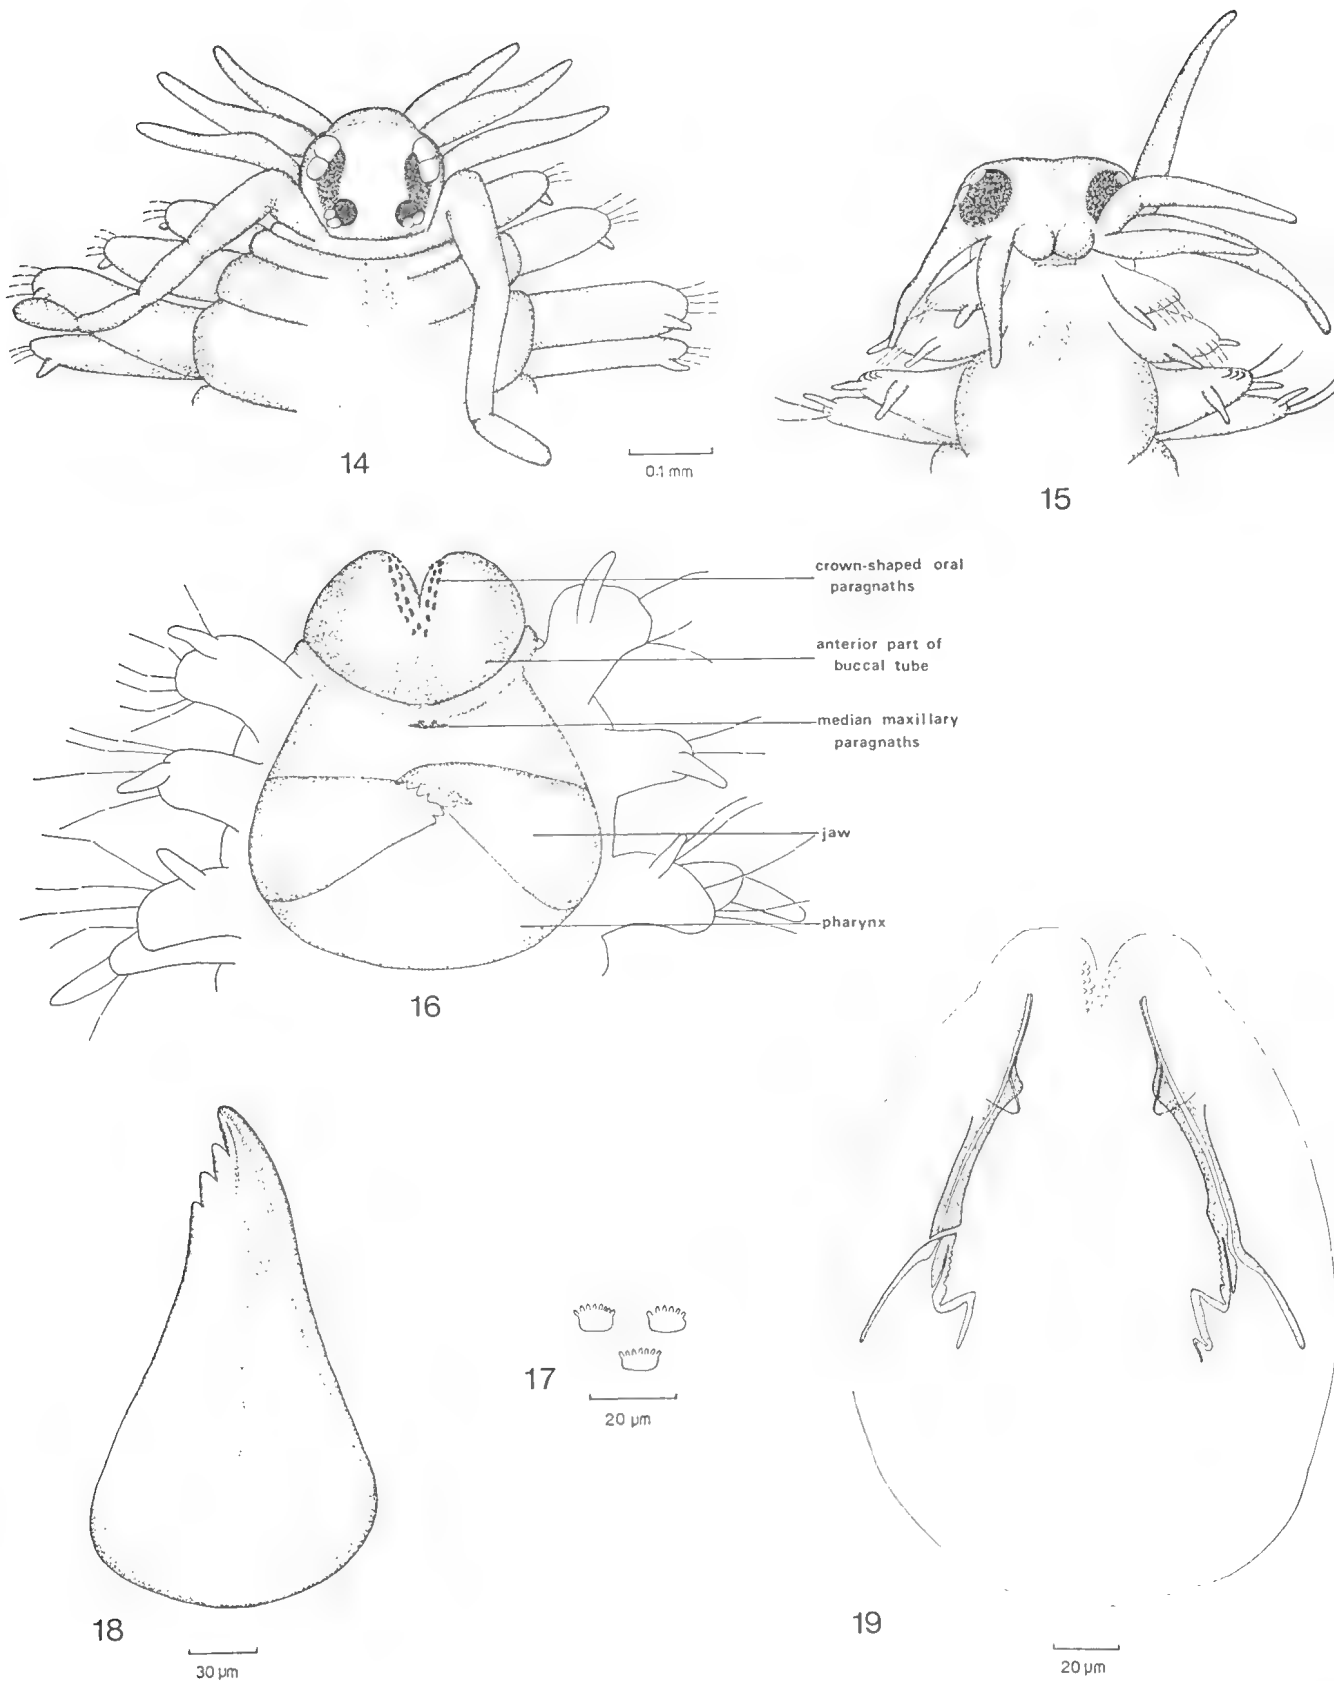 14
0.1 mm
15
crown-shaped oral
paragnaths
anterior part of
buccal tube
median maxillary
paragnaths
jaw
pharynx
16
17
20 µm
18
30 µm
19
20 µm